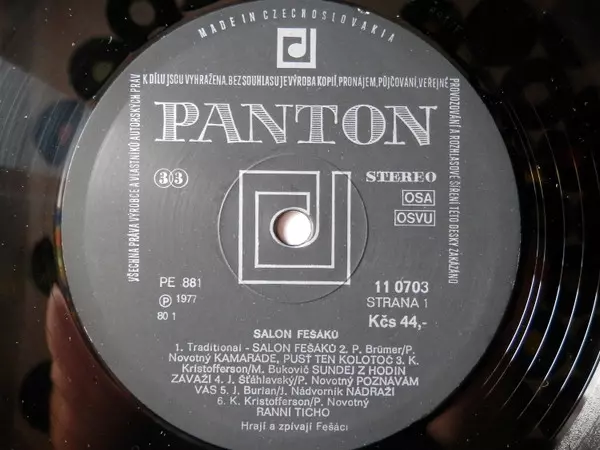 MADE IN CZECHOSLOVAKIA
VŠECHNA PRÁVA VÝROBCE A VLASTNÍKŮ AUTORSKÝCH PRÁV K DÍLU JSOU VYHRAŽENA. BEZ SOUHLASU JE VÝROBA KOPIÍ, PRONÁJEM, PŮJČOVÁNÍ, VEŘEJNÉ PROVOZOVÁNÍ A ROZHLASOVÉ ŠÍŘENÍ TÉTO DESKY ZAKÁZÁNO
PANTON
33
STEREO
OSA
OSVU
PE 881
Ⓟ 1977
80 1
11 0703
STRANA 1
Kčs 44,-
SALON FEŠÁKŮ
1. Traditional - SALON FEŠÁKŮ 2. P. Brümer/P.
Novotný KAMARÁDE, PUSŤ TEN KOLOTOČ 3. K.
Kristofferson/M. Bukovič SUNDEJ Z HODIN
ZÁVAŽÍ 4. J. Šťáhlavský/P. Novotný POZNÁVÁM
VÁS 5. J. Burian/J. Nádvorník NÁDRAŽÍ
6. K. Kristofferson/P. Novotný
RANNÍ TICHO
Hrají a zpívají Fešáci